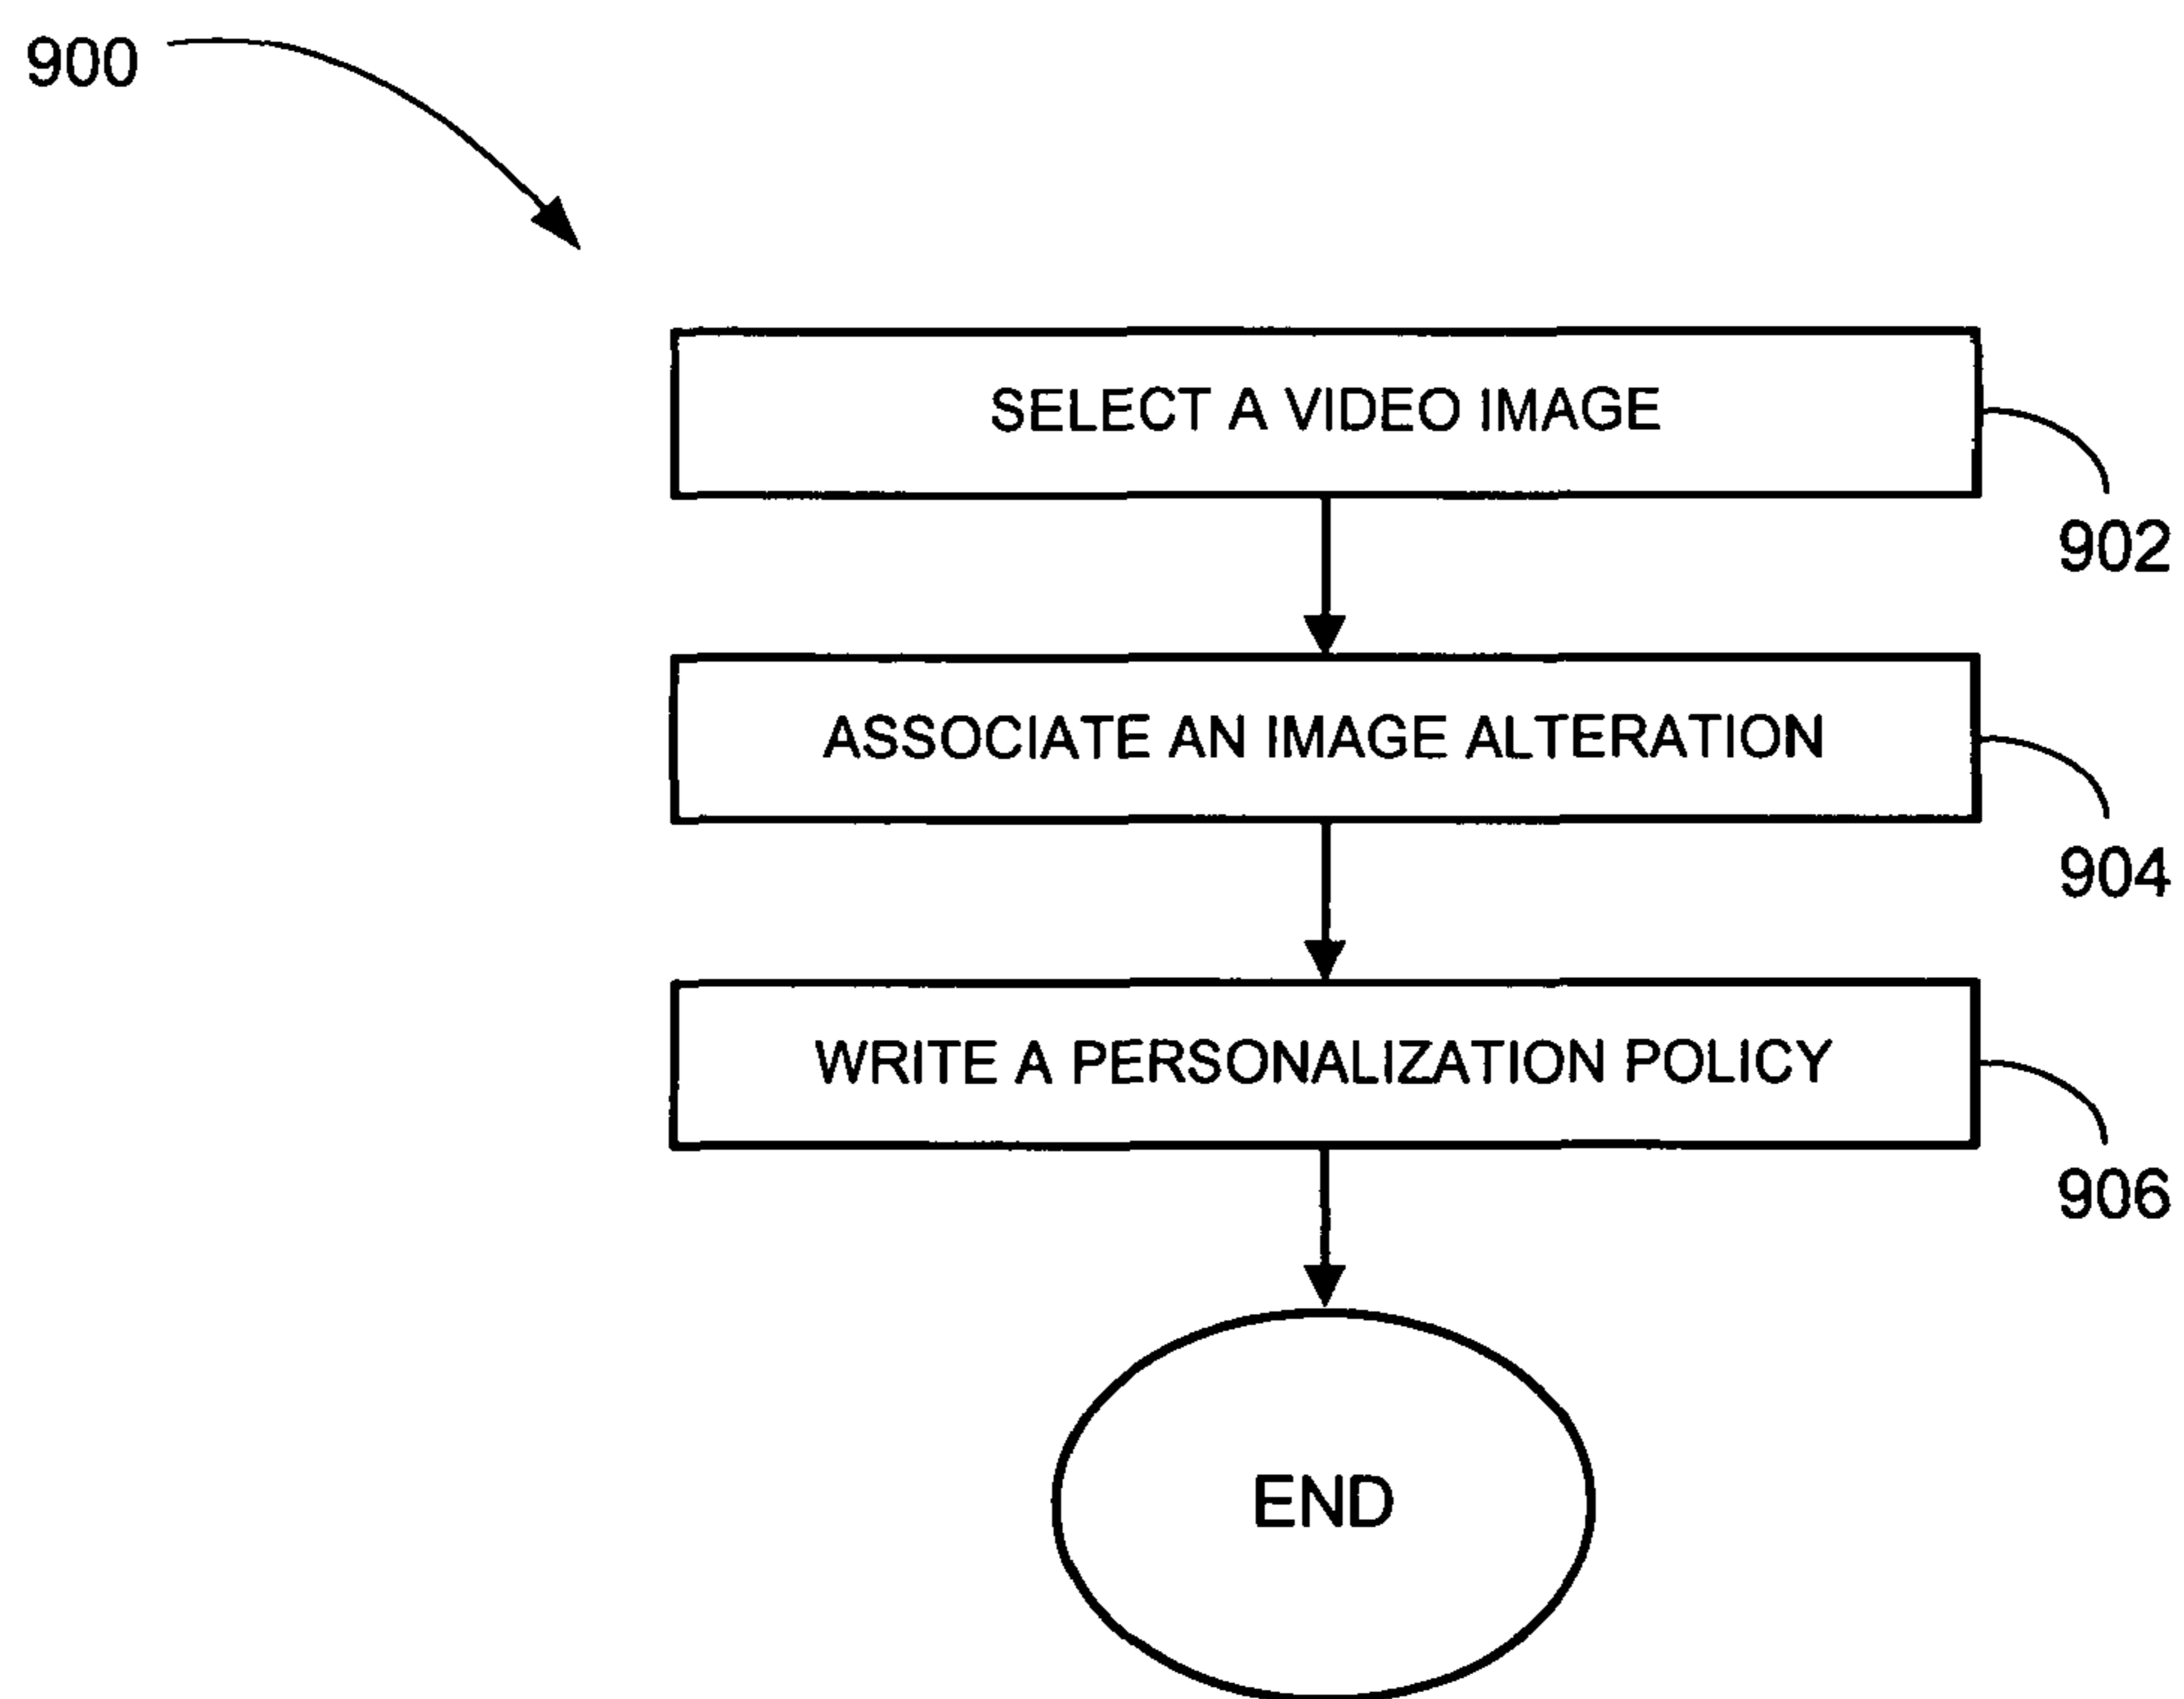 900
SELECT A VIDEO IMAGE
902
ASSOCIATE AN IMAGE ALTERATION
904
WRITE A PERSONALIZATION POLICY
906
END